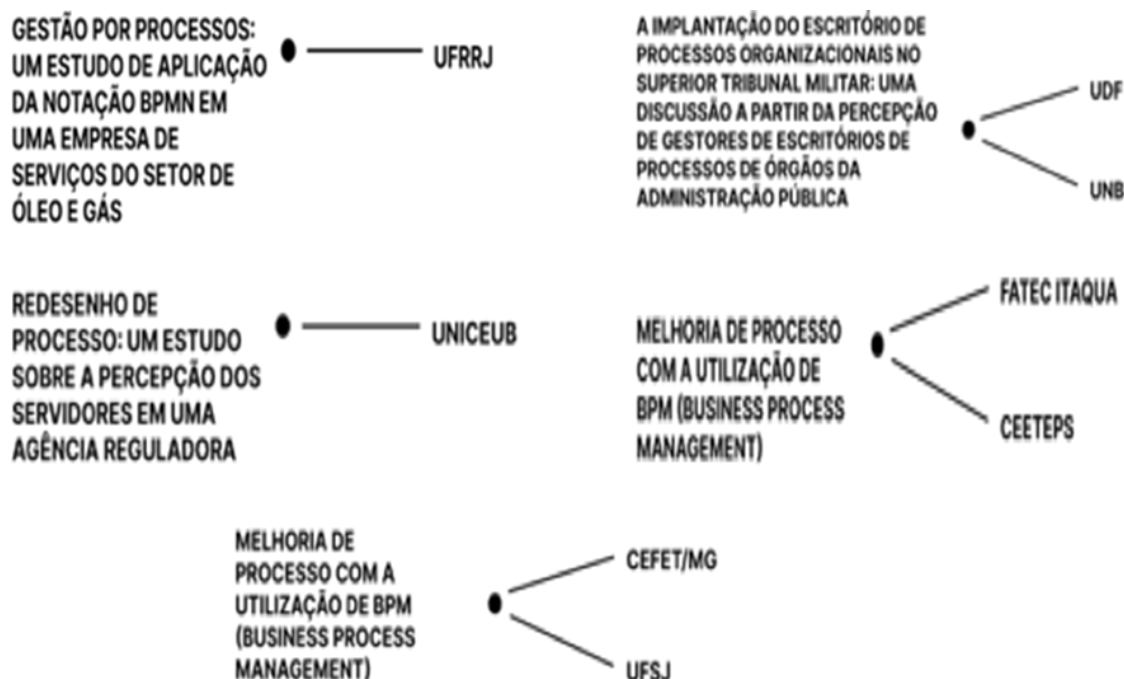 GESTÃO POR PROCESSOS:
UM ESTUDO DE APLICAÇÃO
DA NOTAÇÃO BPMN EM
UMA EMPRESA DE
SERVIÇOS DO SETOR DE
ÓLEO E GÁS
UFRRJ
A IMPLANTAÇÃO DO ESCRITÓRIO DE
PROCESSOS ORGANIZACIONAIS NO
SUPERIOR TRIBUNAL MILITAR: UMA
DISCUSSÃO A PARTIR DA PERCEPÇÃO
DE GESTORES DE ESCRITÓRIOS DE
PROCESSOS DE ÓRGÃOS DA
ADMINISTRAÇÃO PÚBLICA
UDF
UNB
REDESENHO DE
PROCESSO: UM ESTUDO
SOBRE A PERCEPÇÃO DOS
SERVIDORES EM UMA
AGÊNCIA REGULADORA
UNICEUB
MELHORIA DE PROCESSO
COM A UTILIZAÇÃO DE
BPM (BUSINESS PROCESS
MANAGEMENT)
FATEC ITAQUA
CEETEPS
MELHORIA DE
PROCESSO COM A
UTILIZAÇÃO DE BPM
(BUSINESS PROCESS
MANAGEMENT)
CEFET/MG
UFSJ